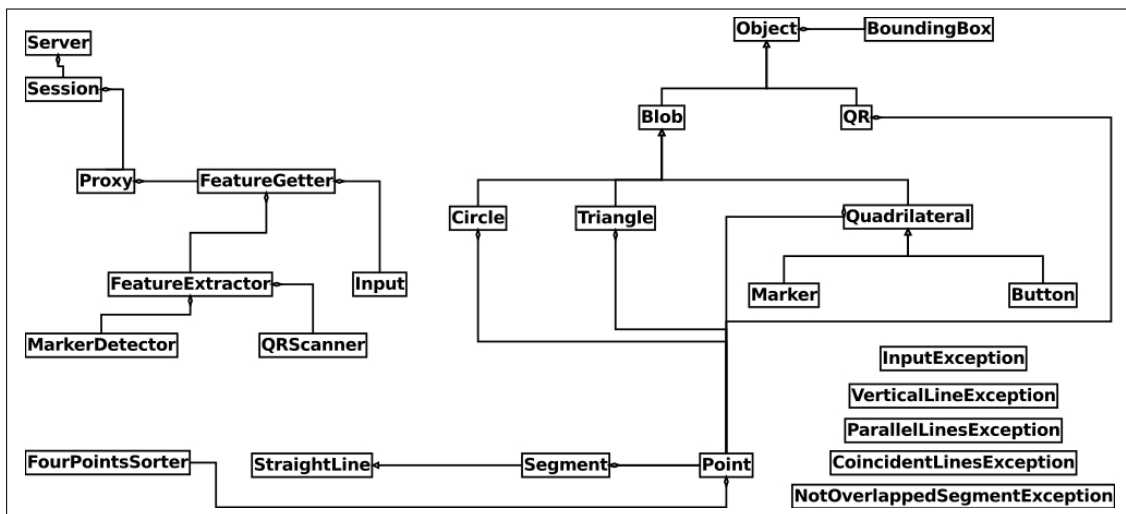 Object
BoundingBox
Server
Session
Blob
QR
Proxy
FeatureGetter
Circle
Triangle
Quadrilateral
FeatureExtractor
Input
Marker
Button
MarkerDetector
QRScanner
InputException
VerticalLineException
ParallelLinesException
FourPointsSorter
StraightLine
Segment
Point
CoincidentLinesException
NotOverlappedSegmentException